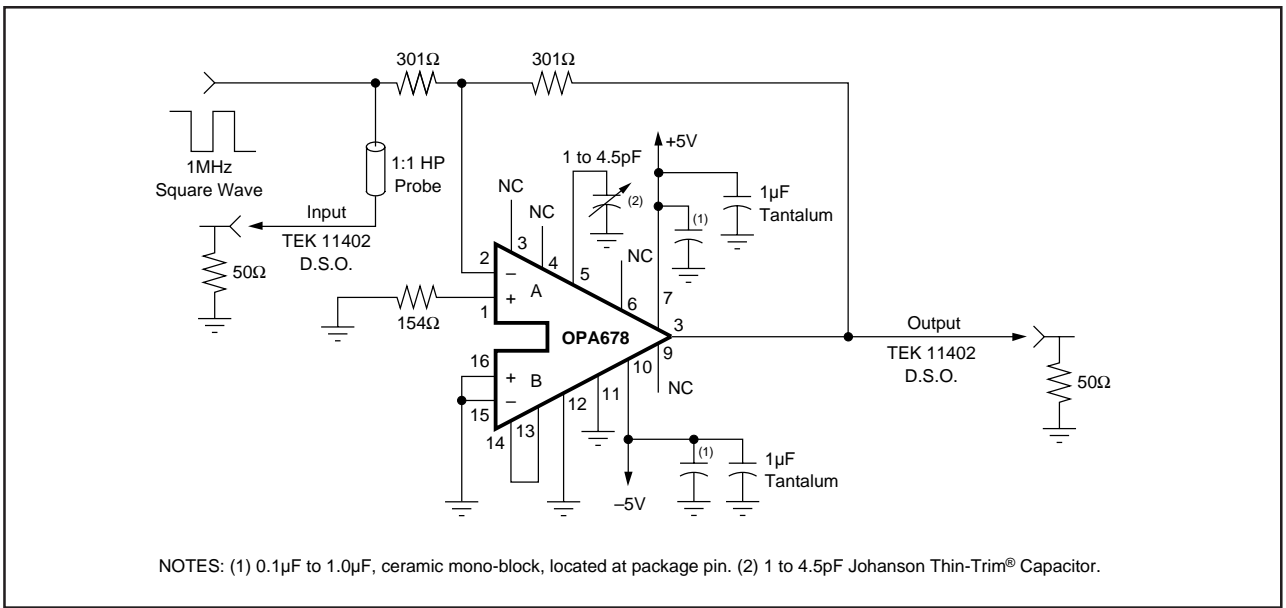 301Ω
301Ω
+5V
1 to 4.5pF
1:1 HP
Probe
1MHz
Square Wave
1µF
Tantalum
(2)
(1)
NC
NC
Input
TEK 11402
D.S.O.
50Ω
3
4
5
NC
2
–
A
6
7
+
1
154Ω
OPA678
3
Output
TEK 11402
D.S.O.
9
16
+
10
NC
50Ω
B
15
–
11
12
13
14
(1)
1µF
Tantalum
–5V
NOTES: (1) 0.1µF to 1.0µF, ceramic mono-block, located at package pin. (2) 1 to 4.5pF Johanson Thin-Trim® Capacitor.